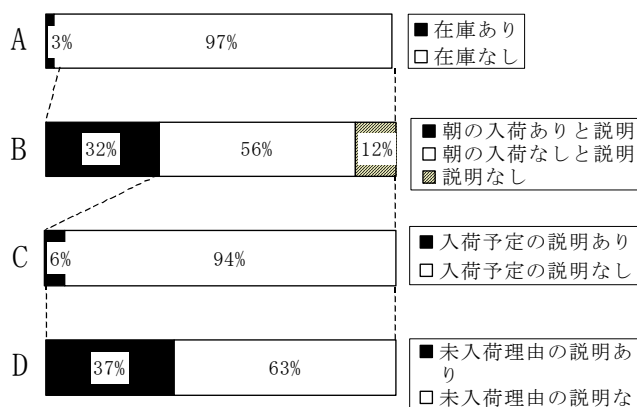 A
3%
97%
■在庫あり
□在庫なし
B
32%
56%
12%
■朝の入荷ありと説明
□朝の入荷なしと説明
説明なし
C
6%
94%
■入荷予定の説明あり
□入荷予定の説明なし
D
37%
63%
■未入荷理由の説明あ
り
□未入荷理由の説明な